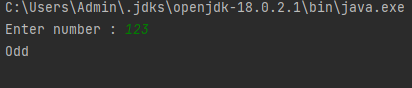 C:\Users\Admin\.jdks\openjdk-18.0.2.1\bin\java.exe
Enter number : 123
Odd